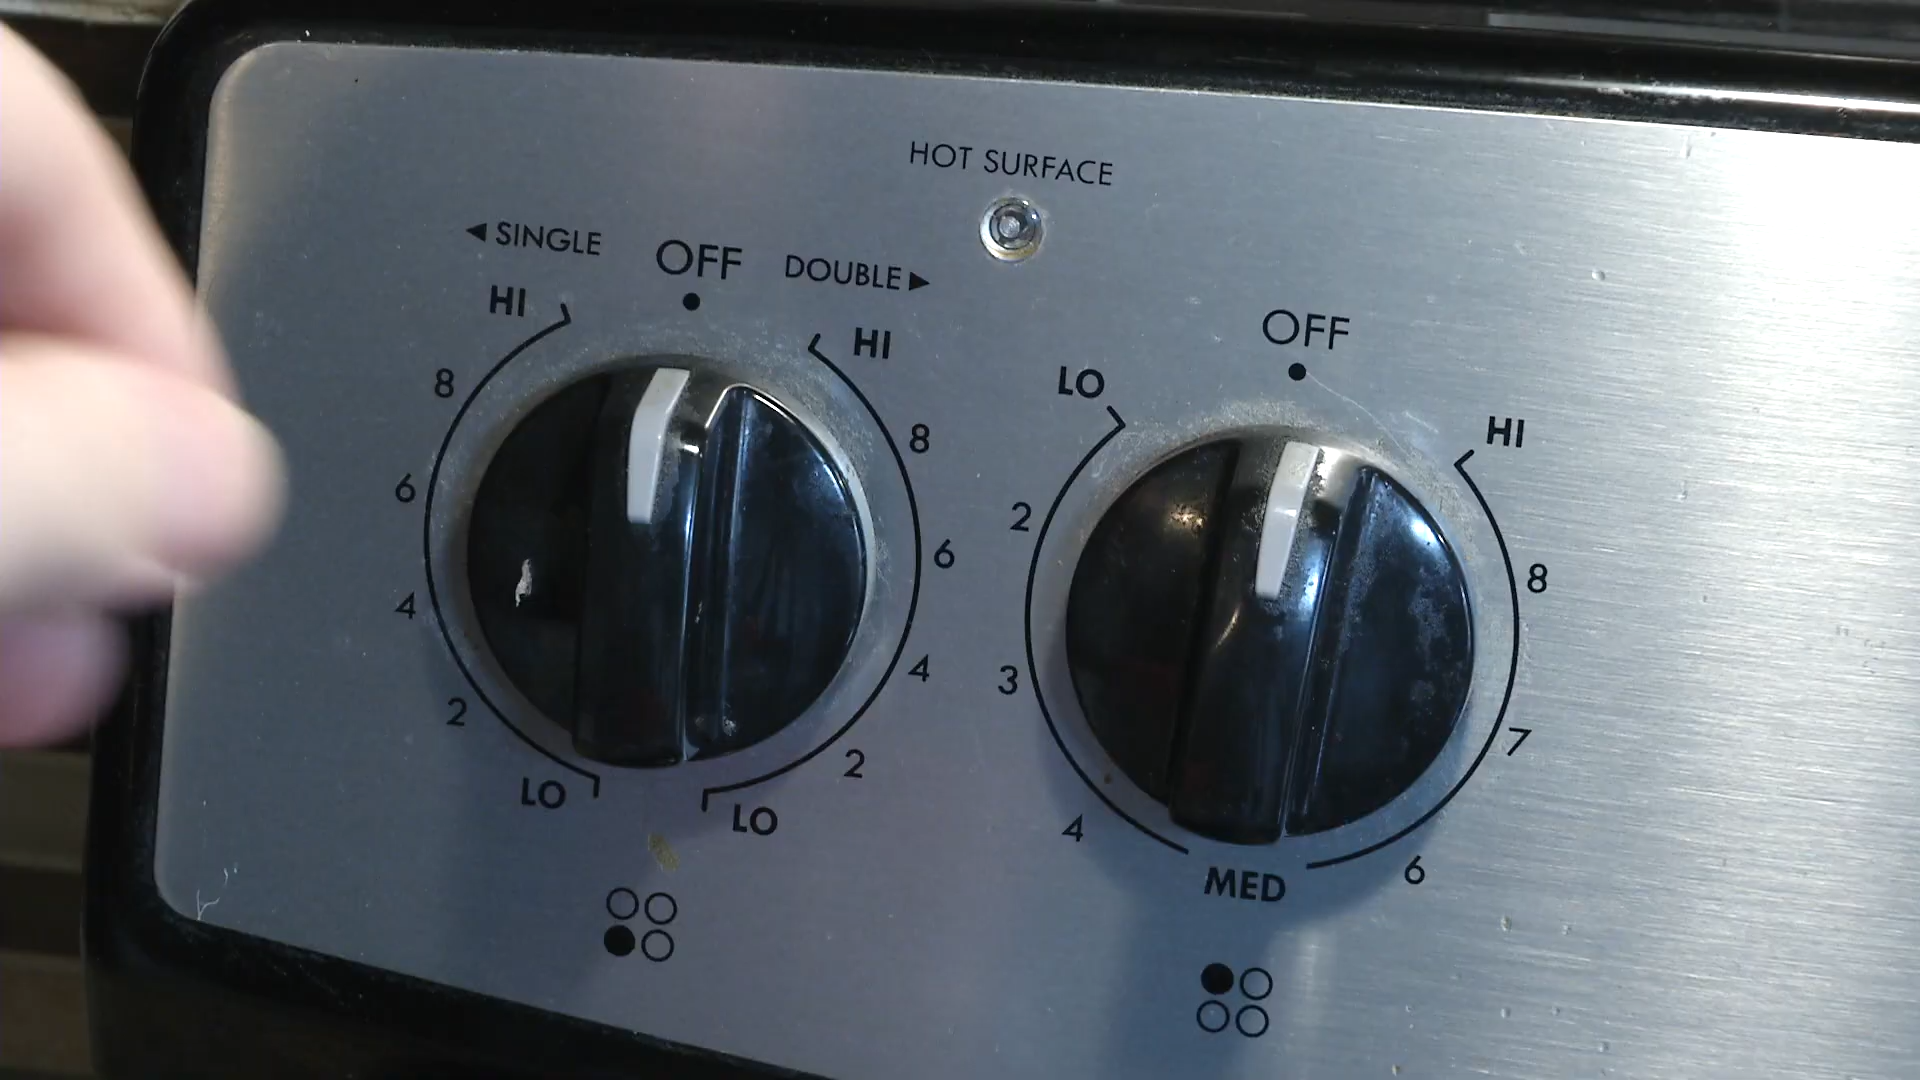 HOT SURFACE
◀ SINGLE OFF DOUBLE ▶
HI HI
8 8
6 6
4 4
2 2
LO LO
OFF
LO HI
2 8
3 7
4 6
MED